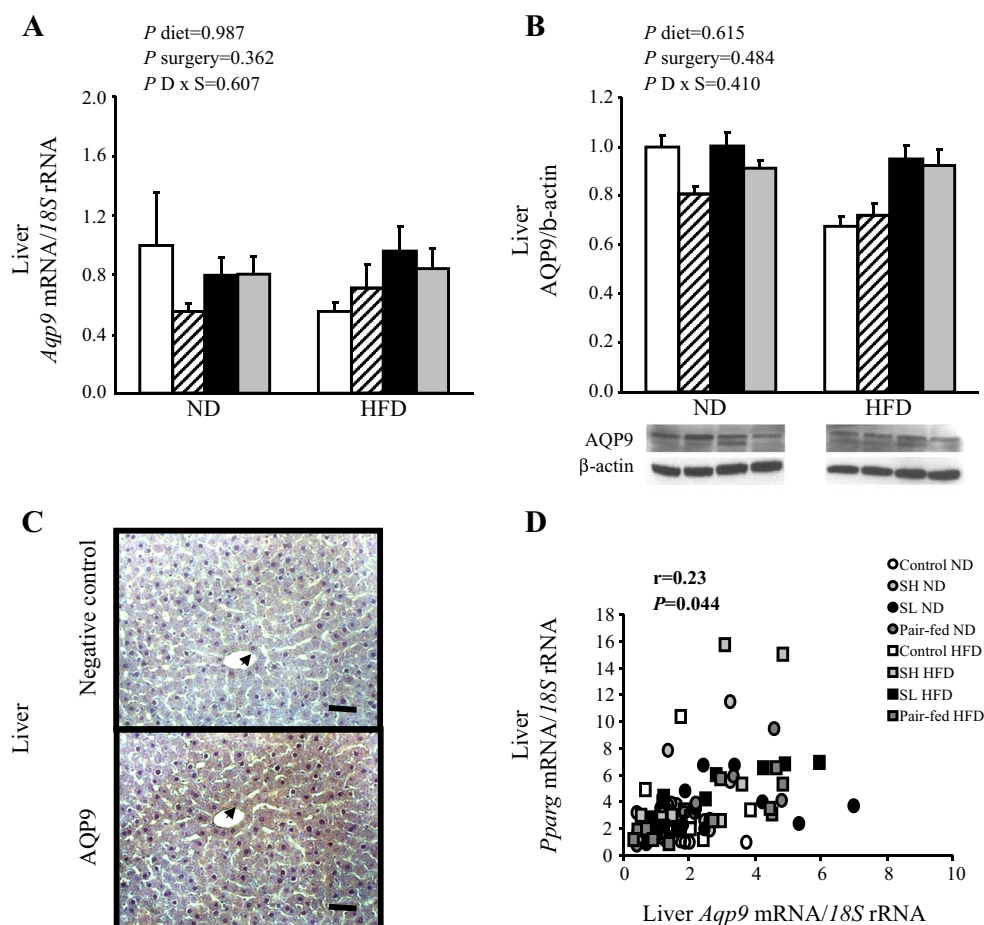 A
P diet=0.987
P surgery=0.362
P D x S=0.607
Liver
Aqp9 mRNA/18S rRNA
2.0
1.6
1.2
0.8
0.4
0.0
ND
HFD
B
P diet=0.615
P surgery=0.484
P D x S=0.410
Liver
AQP9/b-actin
1.2
1.0
0.8
0.6
0.4
0.2
0.0
ND
HFD
AQP9
β-actin
C
Liver
Negative control
AQP9
D
r=0.23
P=0.044
Control ND
SH ND
SL ND
Pair-fed ND
Control HFD
SH HFD
SL HFD
Pair-fed HFD
Liver
Pparg mRNA/18S rRNA
18
16
14
12
10
8
6
4
2
0
0
2
4
6
8
10
Liver Aqp9 mRNA/18S rRNA